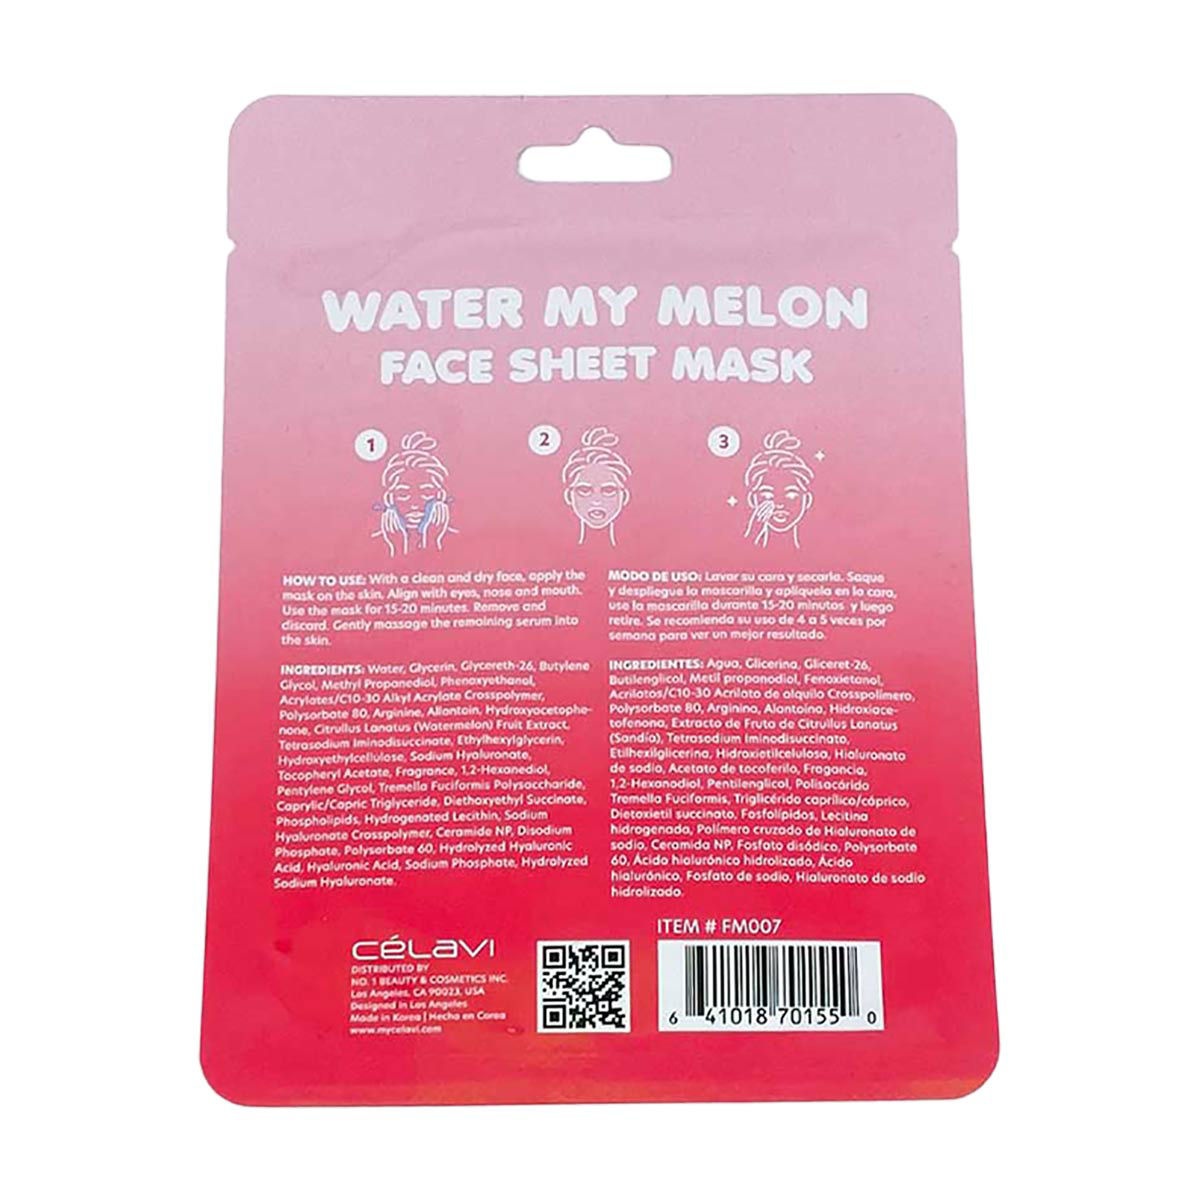 WATER MY MELON
FACE SHEET MASK
1
2
3
HOW TO USE: With a clean and dry face, apply the
mask on the skin. Align with eyes, nose and mouth.
Use the mask for 15-20 minutes. Remove and
discard. Gently massage the remaining serum into
the skin.
INGREDIENTS: Water, Glycerin, Glycereth-26, Butylene
Glycol, Methyl Propanediol, Phenoxyethanol,
Acrylates/C10-30 Alkyl Acrylate Crosspolymer,
Polysorbate 80, Arginine, Allantoin, Hydroxyacetophe-
none, Citrullus Lanatus (Watermelon) Fruit Extract,
Tetrasodium Iminodisuccinate, Ethylhexylglycerin,
Hydroxyethylcellulose, Sodium Hyaluronate,
Tocopheryl Acetate, Fragrance, 1,2-Hexanediol,
Pentylene Glycol, Tremella Fuciformis Polysaccharide,
Caprylic/Capric Triglyceride, Diethoxyethyl Succinate,
Phospholipids, Hydrogenated Lecithin, Sodium
Hyaluronate Crosspolymer, Ceramide NP, Disodium
Phosphate, Polysorbate 60, Hydrolyzed Hyaluronic
Acid, Hyaluronic Acid, Sodium Phosphate, Hydrolyzed
Sodium Hyaluronate.
MODO DE USO: Lavar su cara y secarla. Saque
y despliegue la mascarilla y aplíquela en la cara,
use la mascarilla durante 15-20 minutos y luego
retire. Se recomienda su uso de 4 a 5 veces por
semana para ver un mejor resultado.
INGREDIENTES: Agua, Glicerina, Gliceret-26,
Butilenglicol, Metil propanodiol, Fenoxietanol,
Acrilatos/C10-30 Acrilato de alquilo Crosspolímero,
Polysorbate 80, Arginina, Alantoína, Hidroxiace-
tofenona, Extracto de Fruta de Citrullus Lanatus
(Sandía), Tetrasodium Iminodisuccinato,
Etilhexilglicerina, Hidroxietilcelulosa, Hialuronato
de sodio, Acetato de tocoferilo, Fragancia,
1,2-Hexanodiol, Pentilenglicol, Polisacárido
Tremella Fuciformis, Triglicérido caprílico/cáprico,
Dietoxietil succinato, Fosfolípidos, Lecitina
hidrogenada, Polímero cruzado de Hialuronato de
sodio, Ceramida NP, Fosfato disódico, Polysorbate
60, Ácido hialurónico hidrolizado, Ácido
hialurónico, Fosfato de sodio, Hialuronato de sodio
hidrolizado.
CéLAVI
DISTRIBUTED BY
NO. 1 BEAUTY & COSMETICS INC.
Los Angeles, CA 90023, USA
Designed in Los Angeles
Made in Korea | Hecho en Corea
www.mycelavi.com
ITEM # FM007
6 41018 70155 0